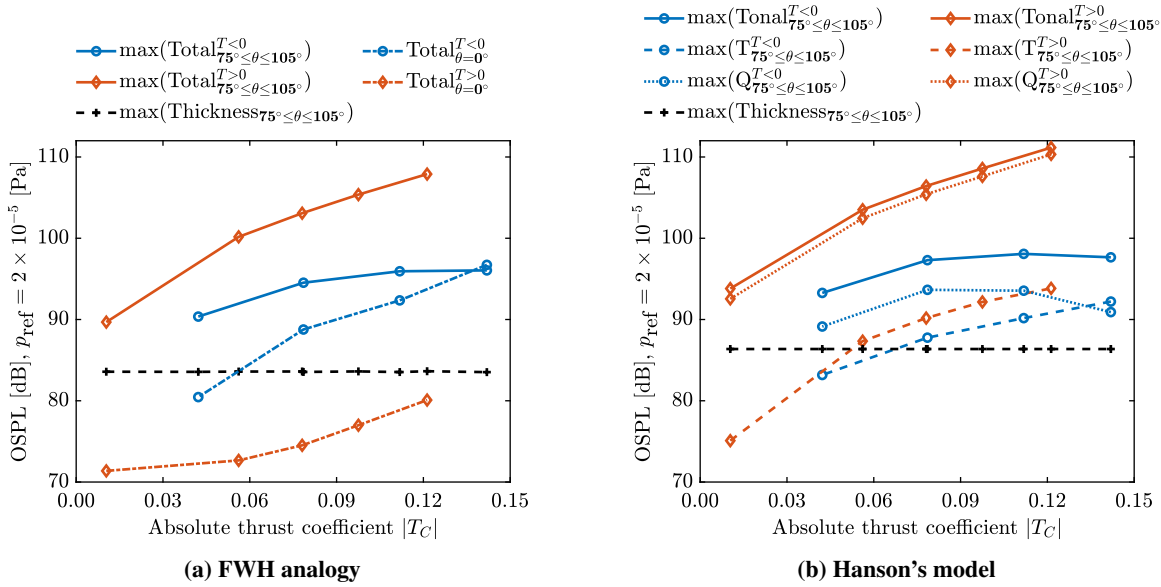 max(Total^{T<0}_{75°≤θ≤105°}) Total^{T<0}_{θ=0°}
max(Total^{T>0}_{75°≤θ≤105°}) Total^{T>0}_{θ=0°}
max(Thickness_{75°≤θ≤105°})
OSPL [dB], p_{ref} = 2 × 10^{−5} [Pa]
110
100
90
80
70
0.00 0.03 0.06 0.09 0.12 0.15
Absolute thrust coefficient |T_C|
(a) FWH analogy
max(Tonal^{T<0}_{75°≤θ≤105°}) max(Tonal^{T>0}_{75°≤θ≤105°}
max(T^{T<0}_{75°≤θ≤105°}) max(T^{T>0}_{75°≤θ≤105°})
max(Q^{T<0}_{75°≤θ≤105°}) max(Q^{T>0}_{75°≤θ≤105°})
max(Thickness_{75°≤θ≤105°})
OSPL [dB], p_{ref} = 2 × 10^{−5} [Pa]
110
100
90
80
70
0.00 0.03 0.06 0.09 0.12 0.15
Absolute thrust coefficient |T_C|
(b) Hanson's model